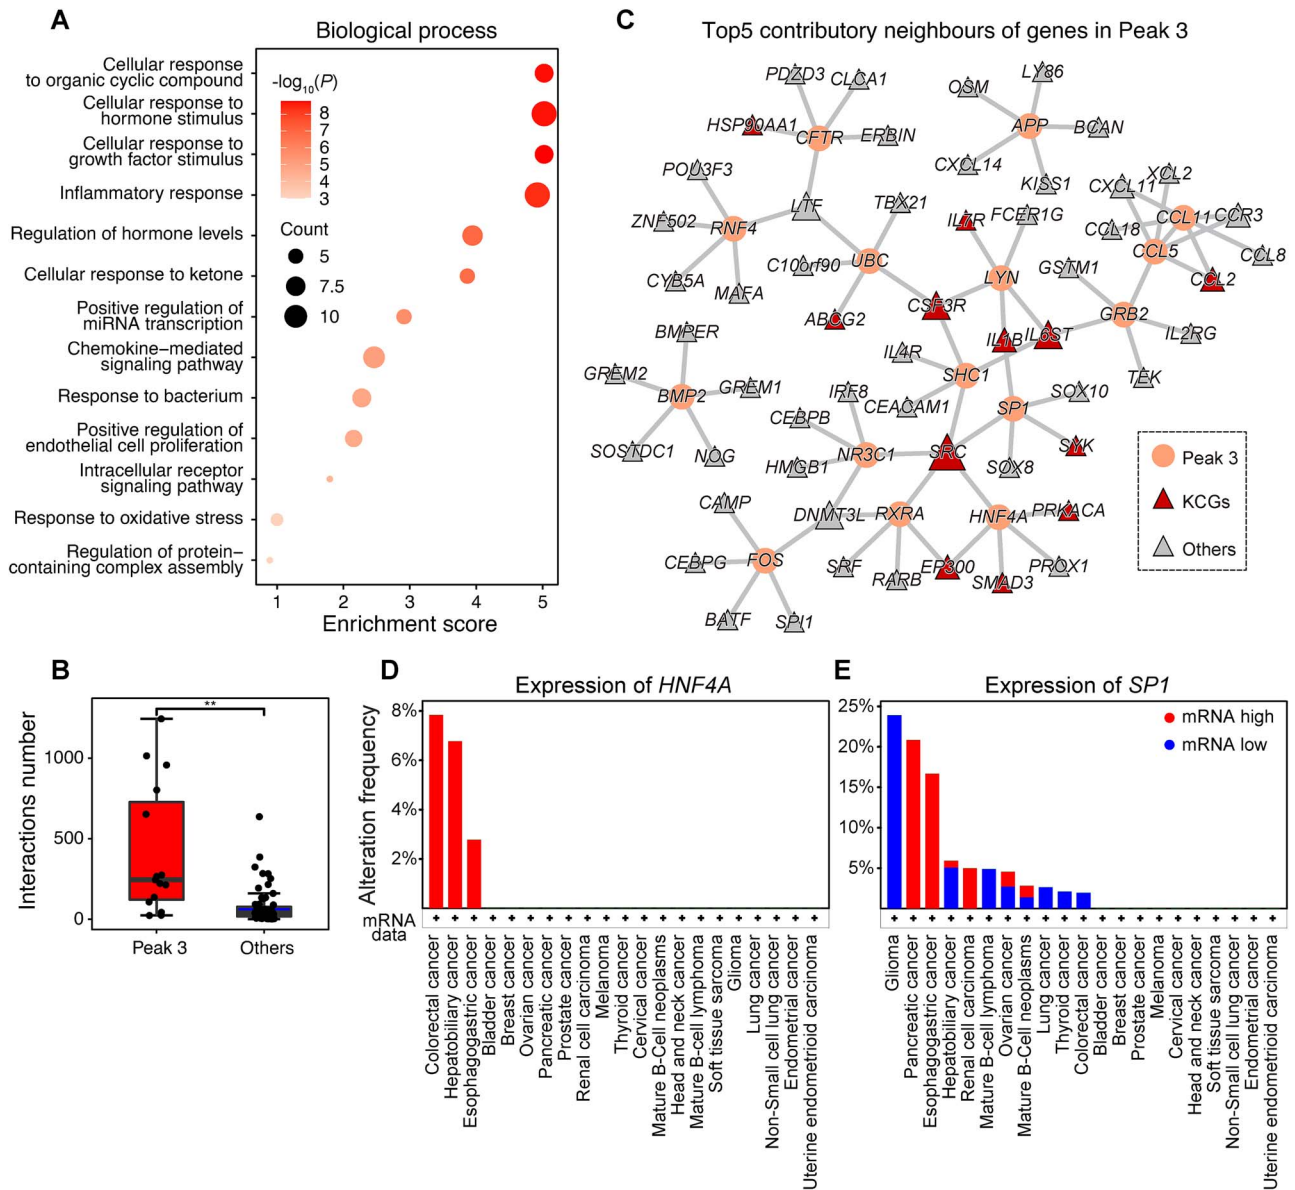 A
Biological process
Cellular response
to organic cyclic compound
Cellular response to
hormone stimulus
Cellular response to
growth factor stimulus
Inflammatory response
Regulation of hormone levels
Cellular response to ketone
Positive regulation of
miRNA transcription
Chemokine−mediated
signaling pathway
Response to bacterium
Positive regulation of
endothelial cell proliferation
Intracellular receptor
signaling pathway
Response to oxidative stress
Regulation of protein−
containing complex assembly
-log10(P)
8
7
6
5
4
3
Count
5
7.5
10
1 2 3 4 5
Enrichment score
C
Top5 contributory neighbours of genes in Peak 3
PDZD3
CLCA1
HSP90AA1
CFTR
ERBIN
OSM
LY86
APP
BCAN
CXCL14
KISS1
POU3F3
ZNF502
RNF4
LTF
CYB5A
MAFA
TBX21
C10orf90
UBC
ABCG2
IL7R
FCER1G
LYN
CSF3R
IL1B
IL6ST
CXCL11
XCL2
CCL11
CCR3
CCL18
CCL5
CCL8
CCL2
GSTM1
GRB2
IL2RG
TEK
BMPER
GREM2
BMP2
GREM1
SOSTDC1
NOG
IL4R
SHC1
CEACAM1
IRF8
CEBPB
NR3C1
HMGB1
SRC
SP1
SOX10
SYK
SOX8
CAMP
DNMT3L
RXRA
HNF4A
PRKACA
CEBPG
FOS
SRF
RARB
EP300
SMAD3
PROX1
BATF
SPI1
Peak 3
KCGs
Others
B
Interactions number
1000
500
0
**
Peak 3
Others
D
Expression of HNF4A
Alteration frequency
8%
6%
4%
2%
mRNA
data
+ + + + + + + + + + + + + + + + + + + + +
Colorectal cancer
Hepatobiliary cancer
Esophagogastric cancer
Bladder cancer
Breast cancer
Ovarian cancer
Pancreatic cancer
Prostate cancer
Renal cell carcinoma
Melanoma
Thyroid cancer
Cervical cancer
Mature B-Cell neoplasms
Head and neck cancer
Mature B-cell lymphoma
Soft tissue sarcoma
Glioma
Lung cancer
Non-Small cell lung cancer
Endometrial cancer
Uterine endometrioid carcinoma
E
Expression of SP1
25%
20%
15%
10%
5%
mRNA high
mRNA low
+ + + + + + + + + + + + + + + + + + + + +
Glioma
Pancreatic cancer
Esophagogastric cancer
Hepatobiliary cancer
Renal cell carcinoma
Mature B-cell lymphoma
Ovarian cancer
Mature B-Cell neoplasms
Lung cancer
Thyroid cancer
Colorectal cancer
Bladder cancer
Breast cancer
Prostate cancer
Melanoma
Cervical cancer
Head and neck cancer
Soft tissue sarcoma
Non-Small cell lung cancer
Endometrial cancer
Uterine endometrioid carcinoma